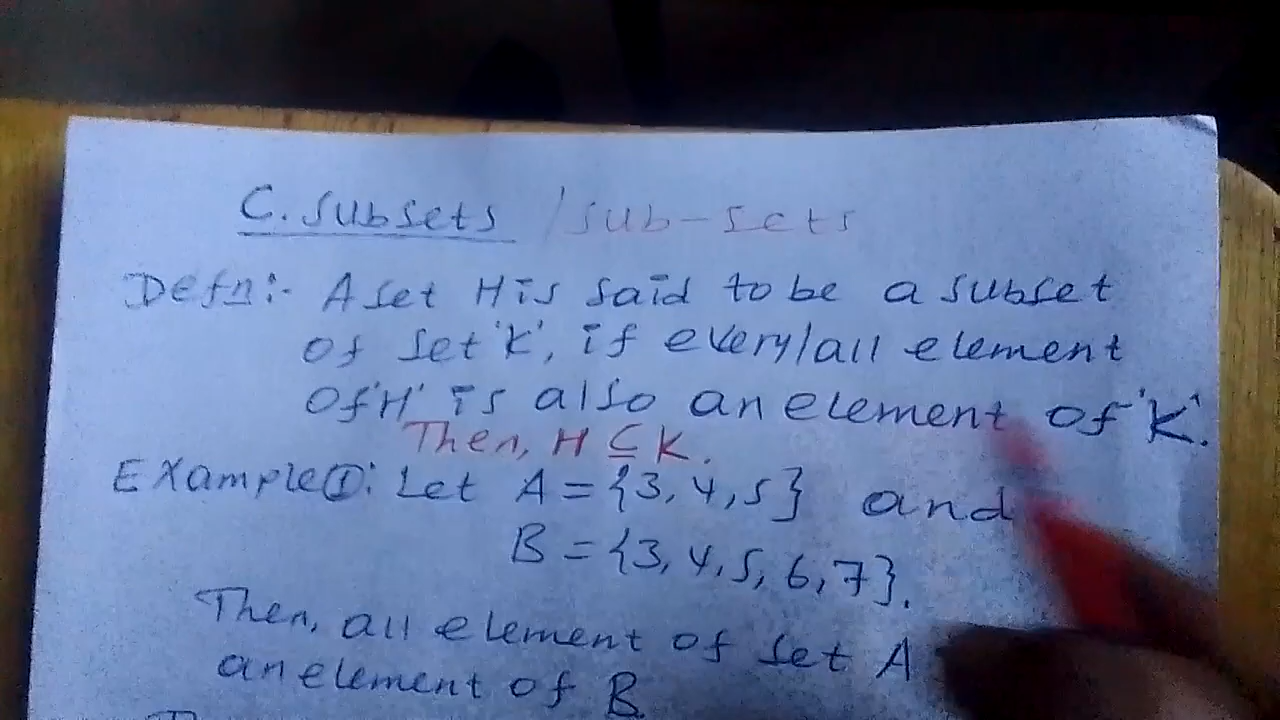 C. Subsets / Sub-sets
Defn:- A set H is said to be a subset
of set 'K', if every/all element
of 'H' is also an element of 'K'.
Then, H ⊆ K.
Example①: Let A = {3, 4, 5} and
B = {3, 4, 5, 6, 7}.
Then, all element of set A
an element of B